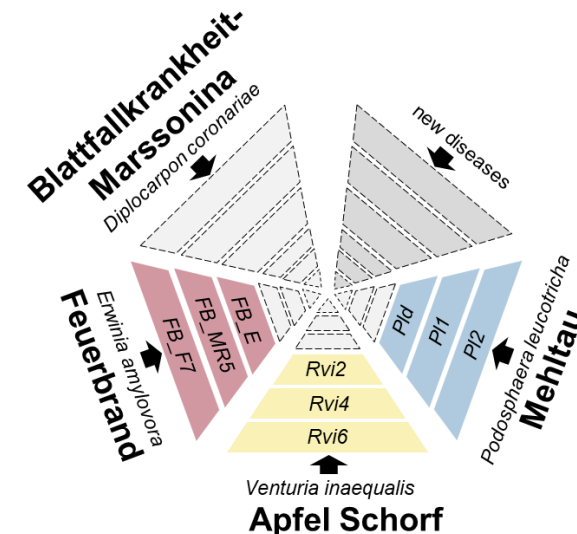 Blattfallkrankheit-
Marssonina
Diplocarpon coronariae
new diseases
Feuerbrand
Erwinia amylovora
FB_F7
FB_MR5
FB_E
Pld
Pl1
Pl2
Podosphaera leucotricha
Mehltau
Rvi2
Rvi4
Rvi6
Venturia inaequalis
Apfel Schorf